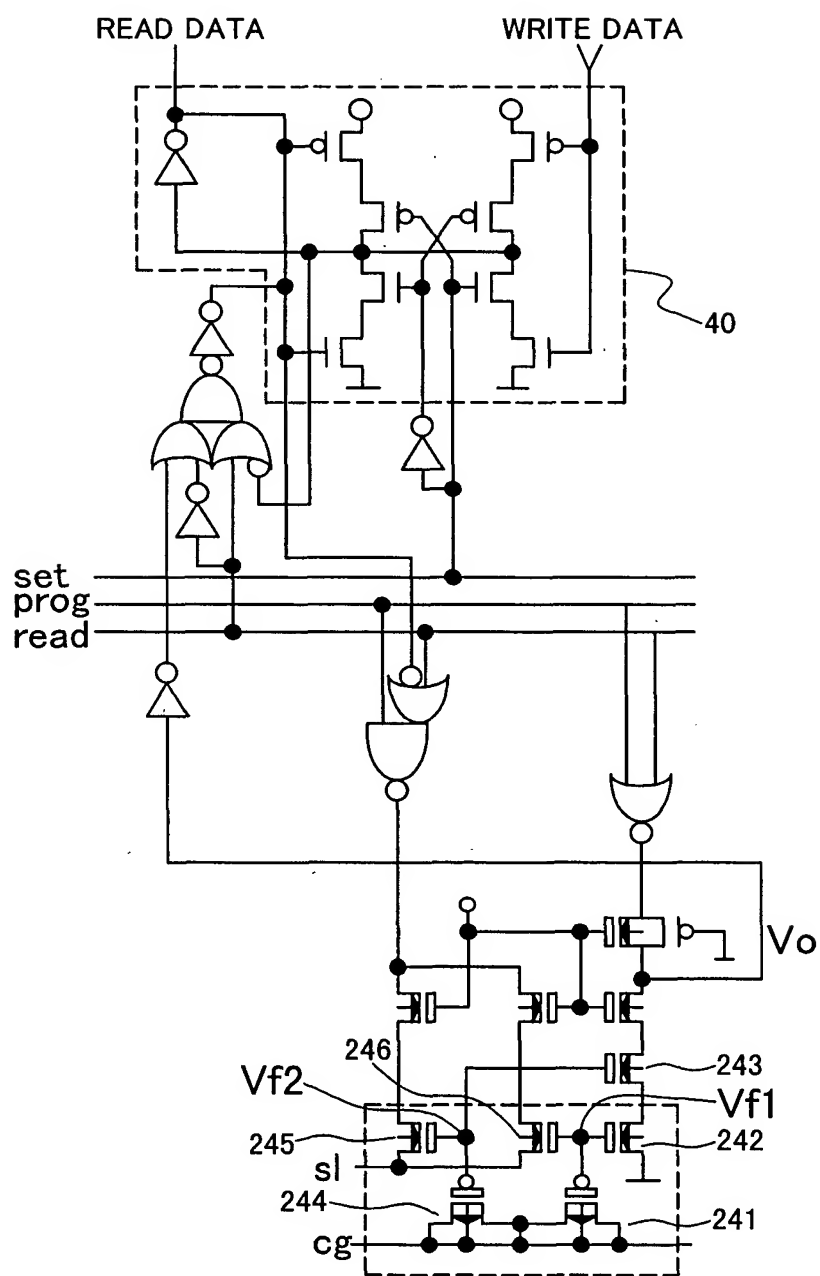 READ DATA WRITE DATA
40
set
prog
read
Vo
246
243
Vf2
Vf1
245
242
sl
244
241
cg